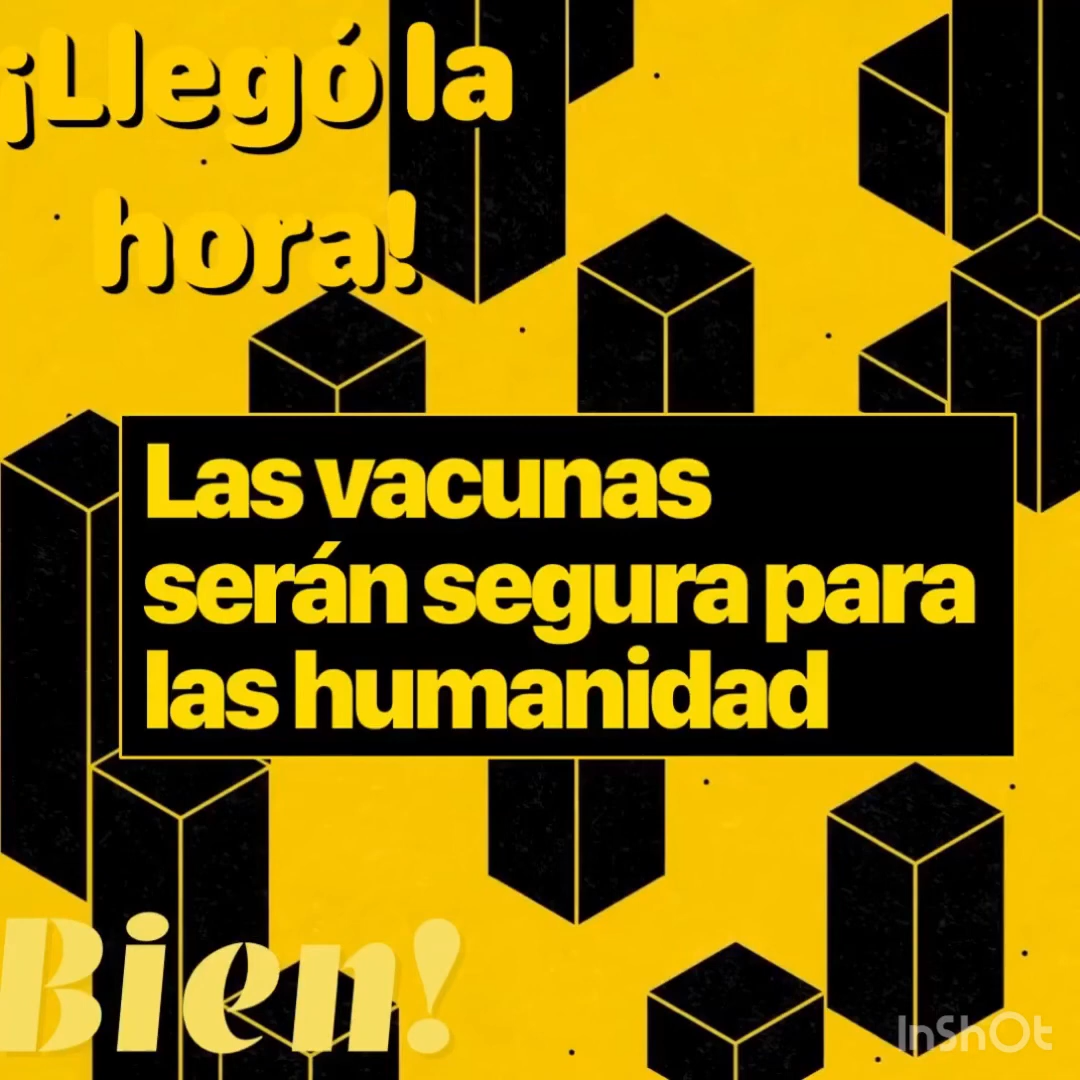 ¡Llegó la
hora!
Las vacunas
serán segura para
las humanidad
Bien!
InShOt